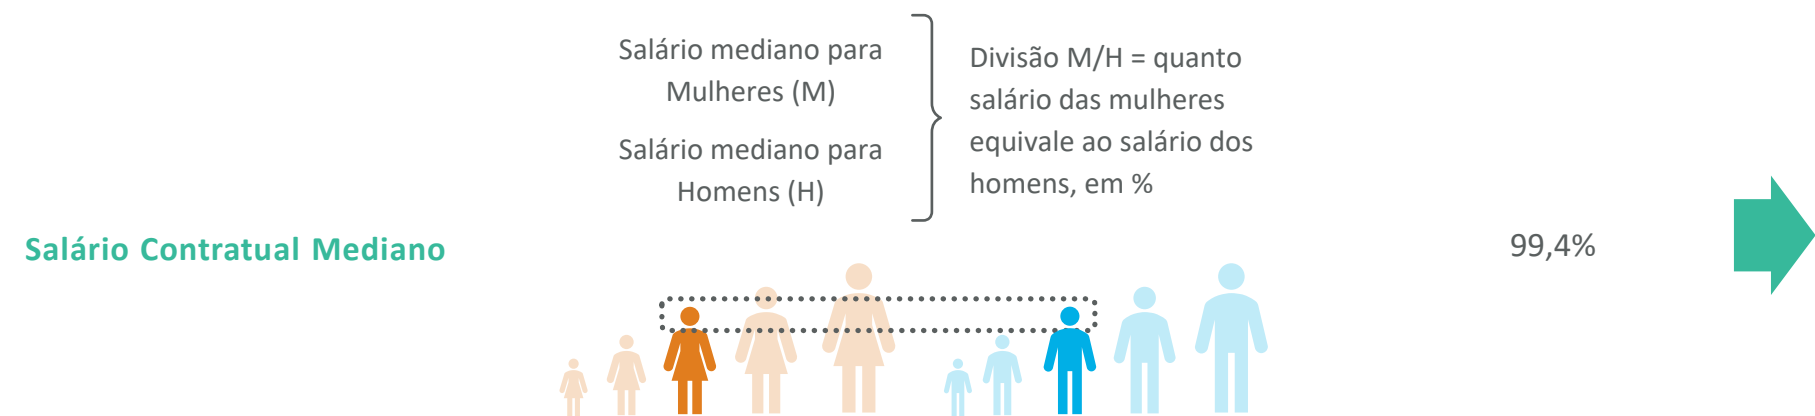 Salário mediano para
Mulheres (M)
Salário mediano para
Homens (H)
Divisão M/H = quanto
salário das mulheres
equivale ao salário dos
homens, em %
Salário Contratual Mediano
99,4%